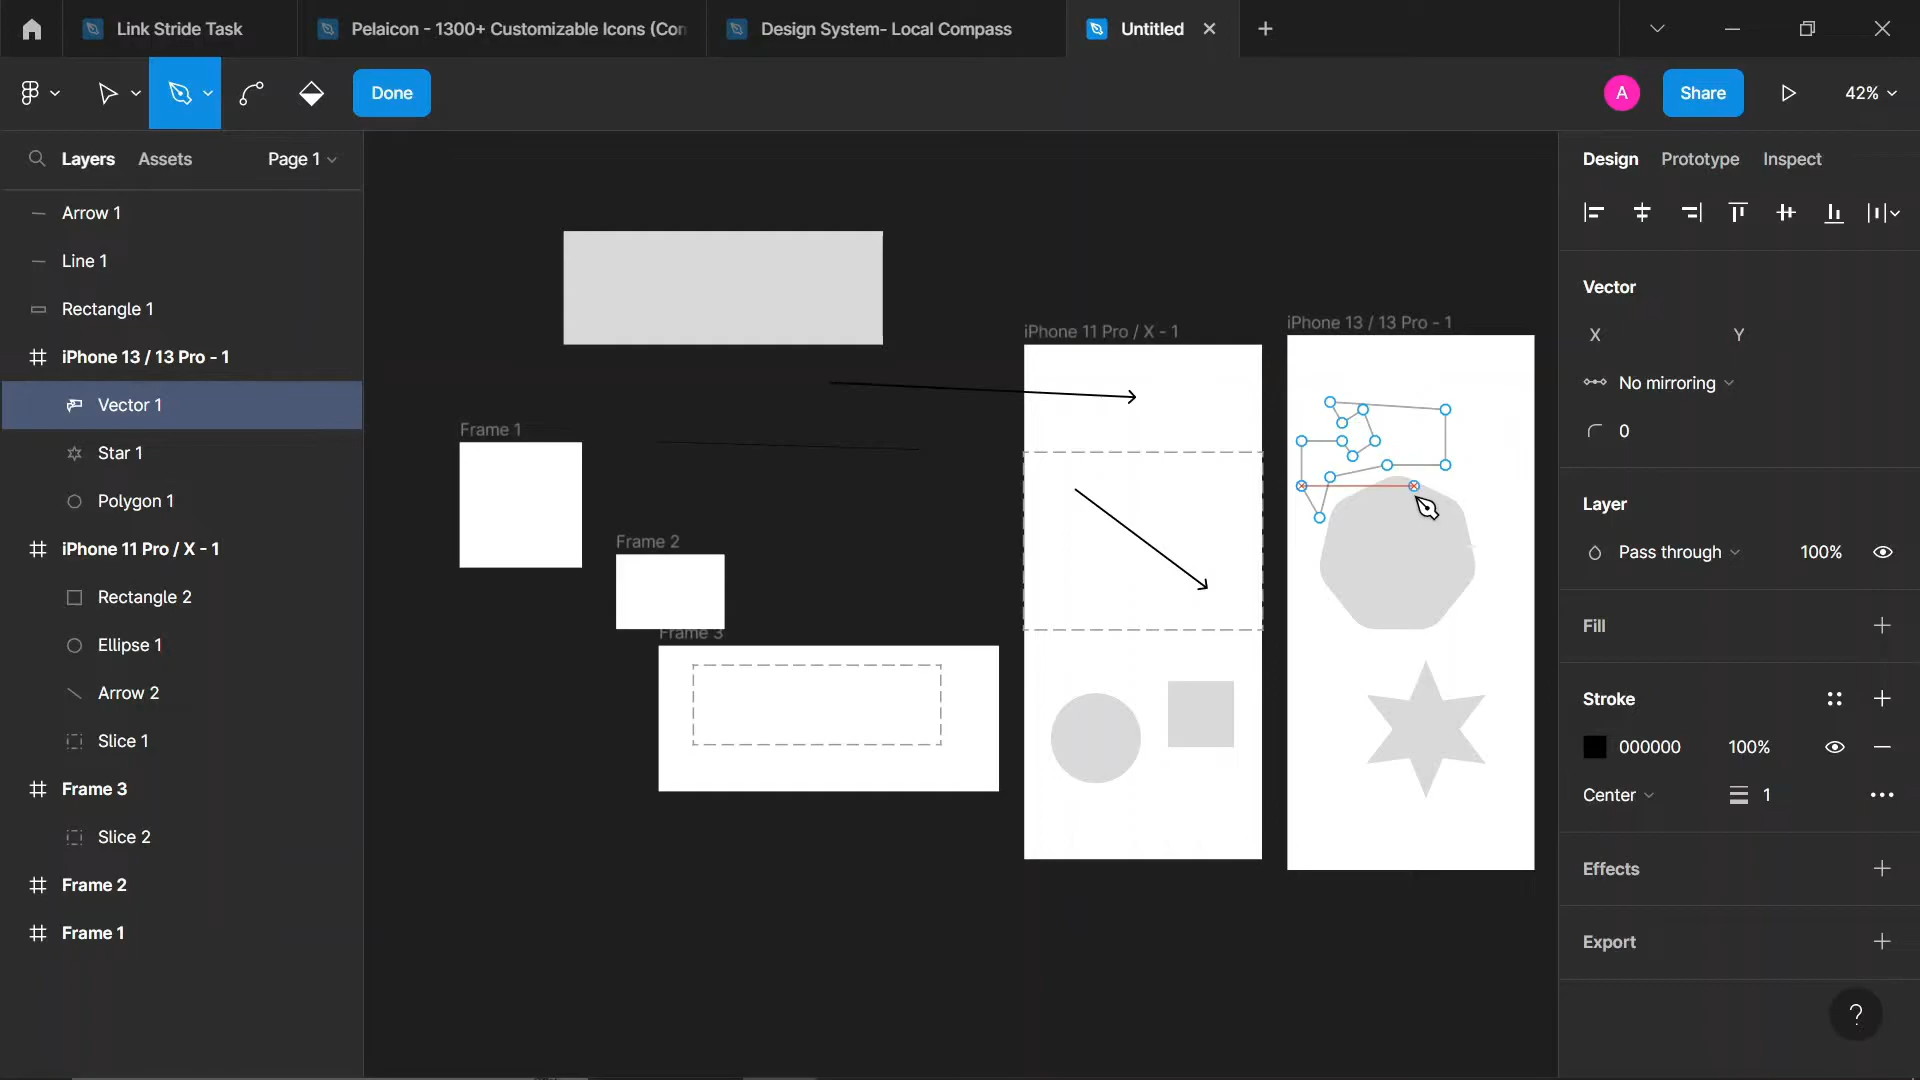 Link Stride Task
Pelaicon - 1300+ Customizable Icons (Con
Design System- Local Compass
Untitled
Done
A
Share
42%
Layers
Assets
Page 1
Arrow 1
Line 1
Rectangle 1
iPhone 13 / 13 Pro - 1
Vector 1
Star 1
Polygon 1
iPhone 11 Pro / X - 1
Rectangle 2
Ellipse 1
Arrow 2
Slice 1
Frame 3
Slice 2
Frame 2
Frame 1
Frame 1
Frame 2
Frame 3
iPhone 11 Pro / X - 1
iPhone 13 / 13 Pro - 1
Design
Prototype
Inspect
Vector
X
Y
No mirroring
0
Layer
Pass through
100%
Fill
Stroke
000000
100%
Center
1
Effects
Export
?